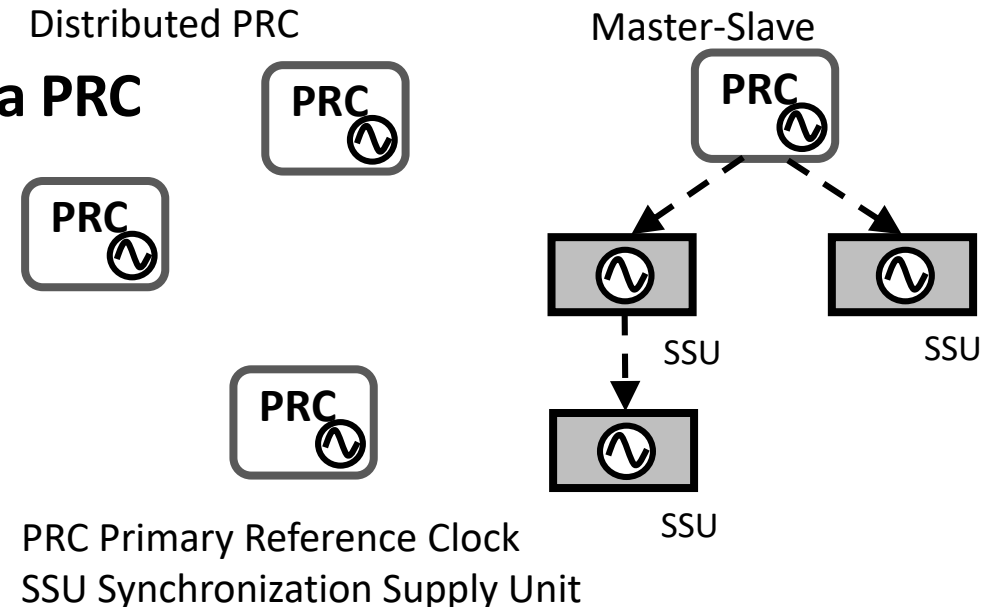 Distributed PRC
Master-Slave
a PRC
PRC
PRC
PRC
PRC
SSU
SSU
SSU
PRC Primary Reference Clock
SSU Synchronization Supply Unit